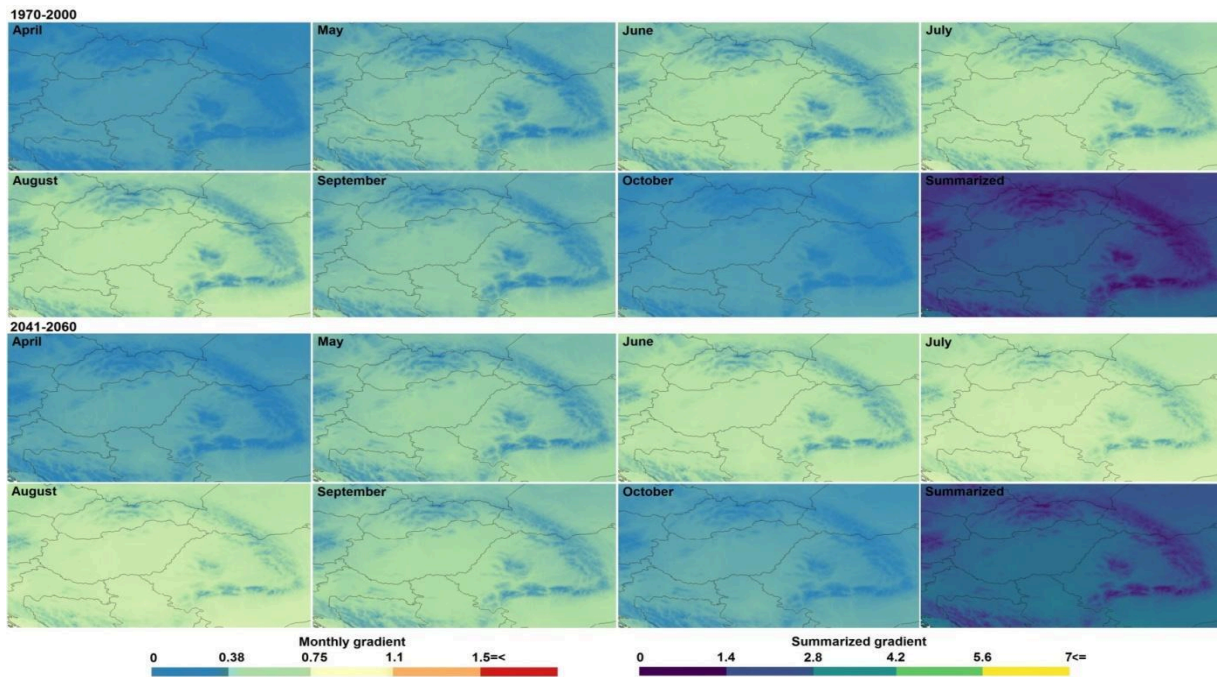 1970-2000
April May June July
August September October Summarized
2041-2060
April May June July
August September October Summarized
Monthly gradient Summarized gradient
0 0.38 0.75 1.1 1.5=< 0 1.4 2.8 4.2 5.6 7<=